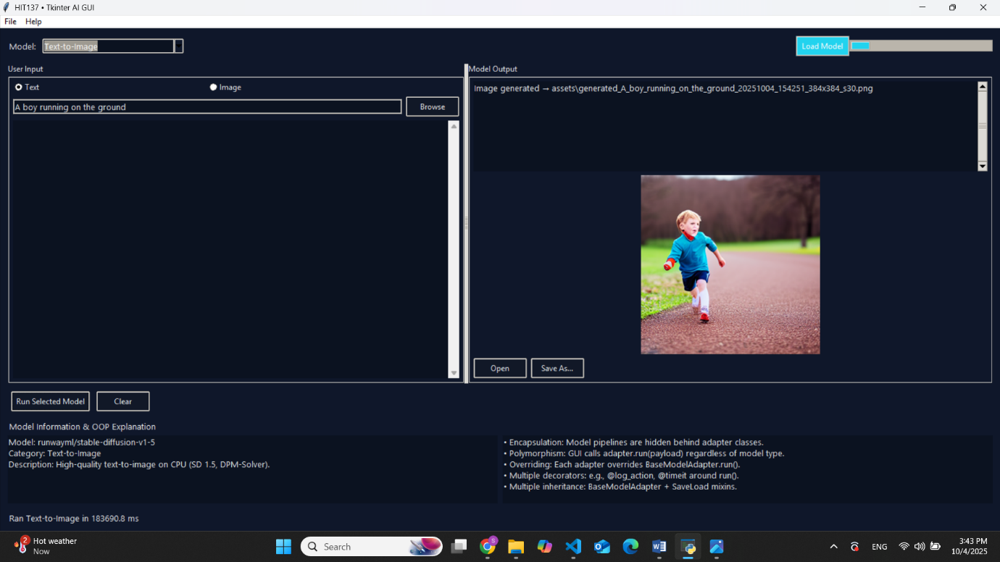 HIT137 • Tkinter AI GUI
File Help
Model: Text-to-Image
Load Model
User Input
Text
Image
A boy running on the ground
Browse
Model Output
Image generated → assets\generated_A_boy_running_on_the_ground_20251004_154251_384x384_s30.png
Open
Save As...
Run Selected Model
Clear
Model Information & OOP Explanation
Model: runwayml/stable-diffusion-v1-5
Category: Text-to-Image
Description: High-quality text-to-image on CPU (SD 1.5, DPM-Solver).
• Encapsulation: Model pipelines are hidden behind adapter classes.
• Polymorphism: GUI calls adapter.run(payload) regardless of model type.
• Overriding: Each adapter overrides BaseModelAdapter.run().
• Multiple decorators: e.g., @log_action, @timeit around run().
• Multiple inheritance: BaseModelAdapter + SaveLoad mixins.
Ran Text-to-Image in 183690.8 ms
2
Hot weather
Now
Search
S
W
ENG
3:43 PM
10/4/2025